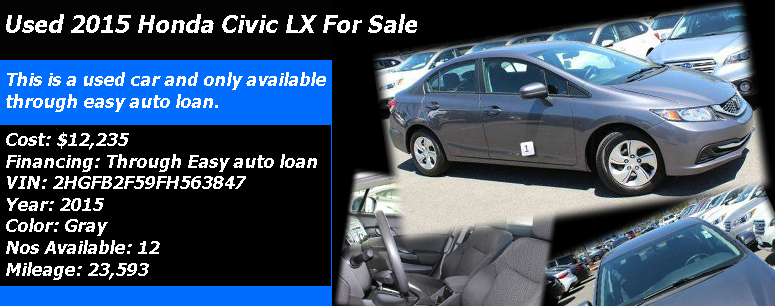 Used 2015 Honda Civic LX For Sale
This is a used car and only available
through easy auto loan.
Cost: $12,235
Financing: Through Easy auto loan
VIN: 2HGFB2F59FH563847
Year: 2015
Color: Gray
Nos Available: 12
Mileage: 23,593
1